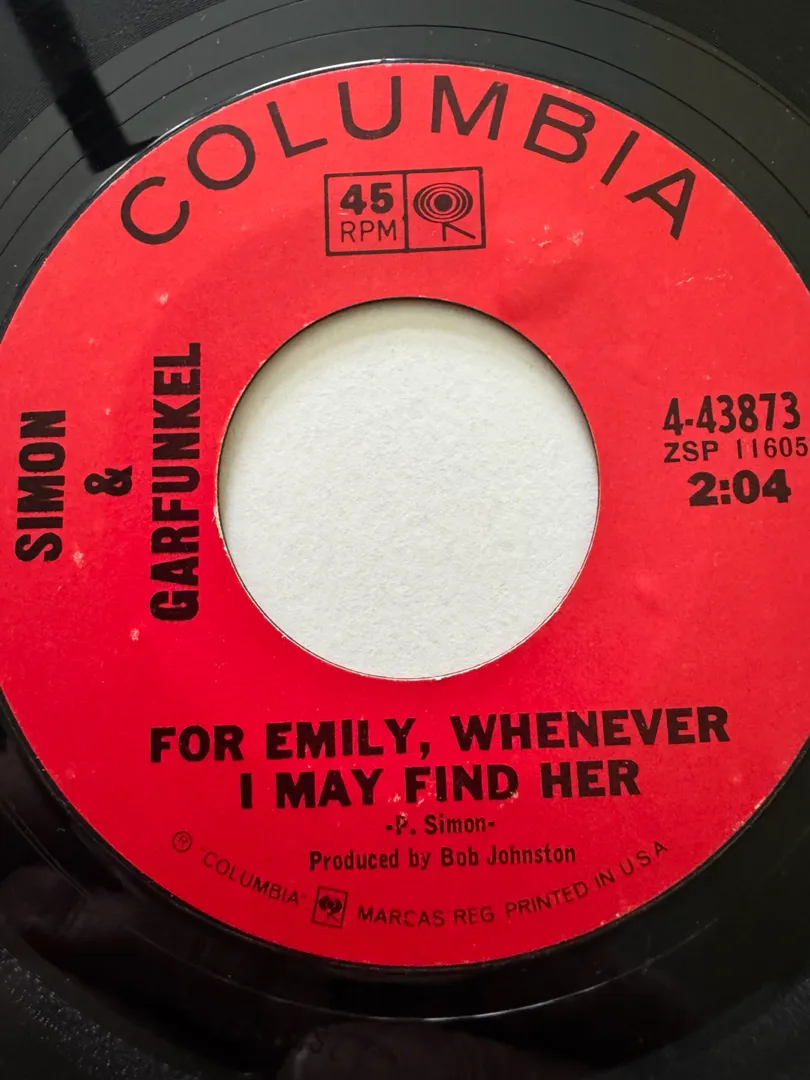 COLUMBIA
45
RPM
SIMON
&
GARFUNKEL
4-43873
ZSP 11605
2:04
FOR EMILY, WHENEVER
I MAY FIND HER
-P. Simon-
Produced by Bob Johnston
® "COLUMBIA" MARCAS REG PRINTED IN U.S.A